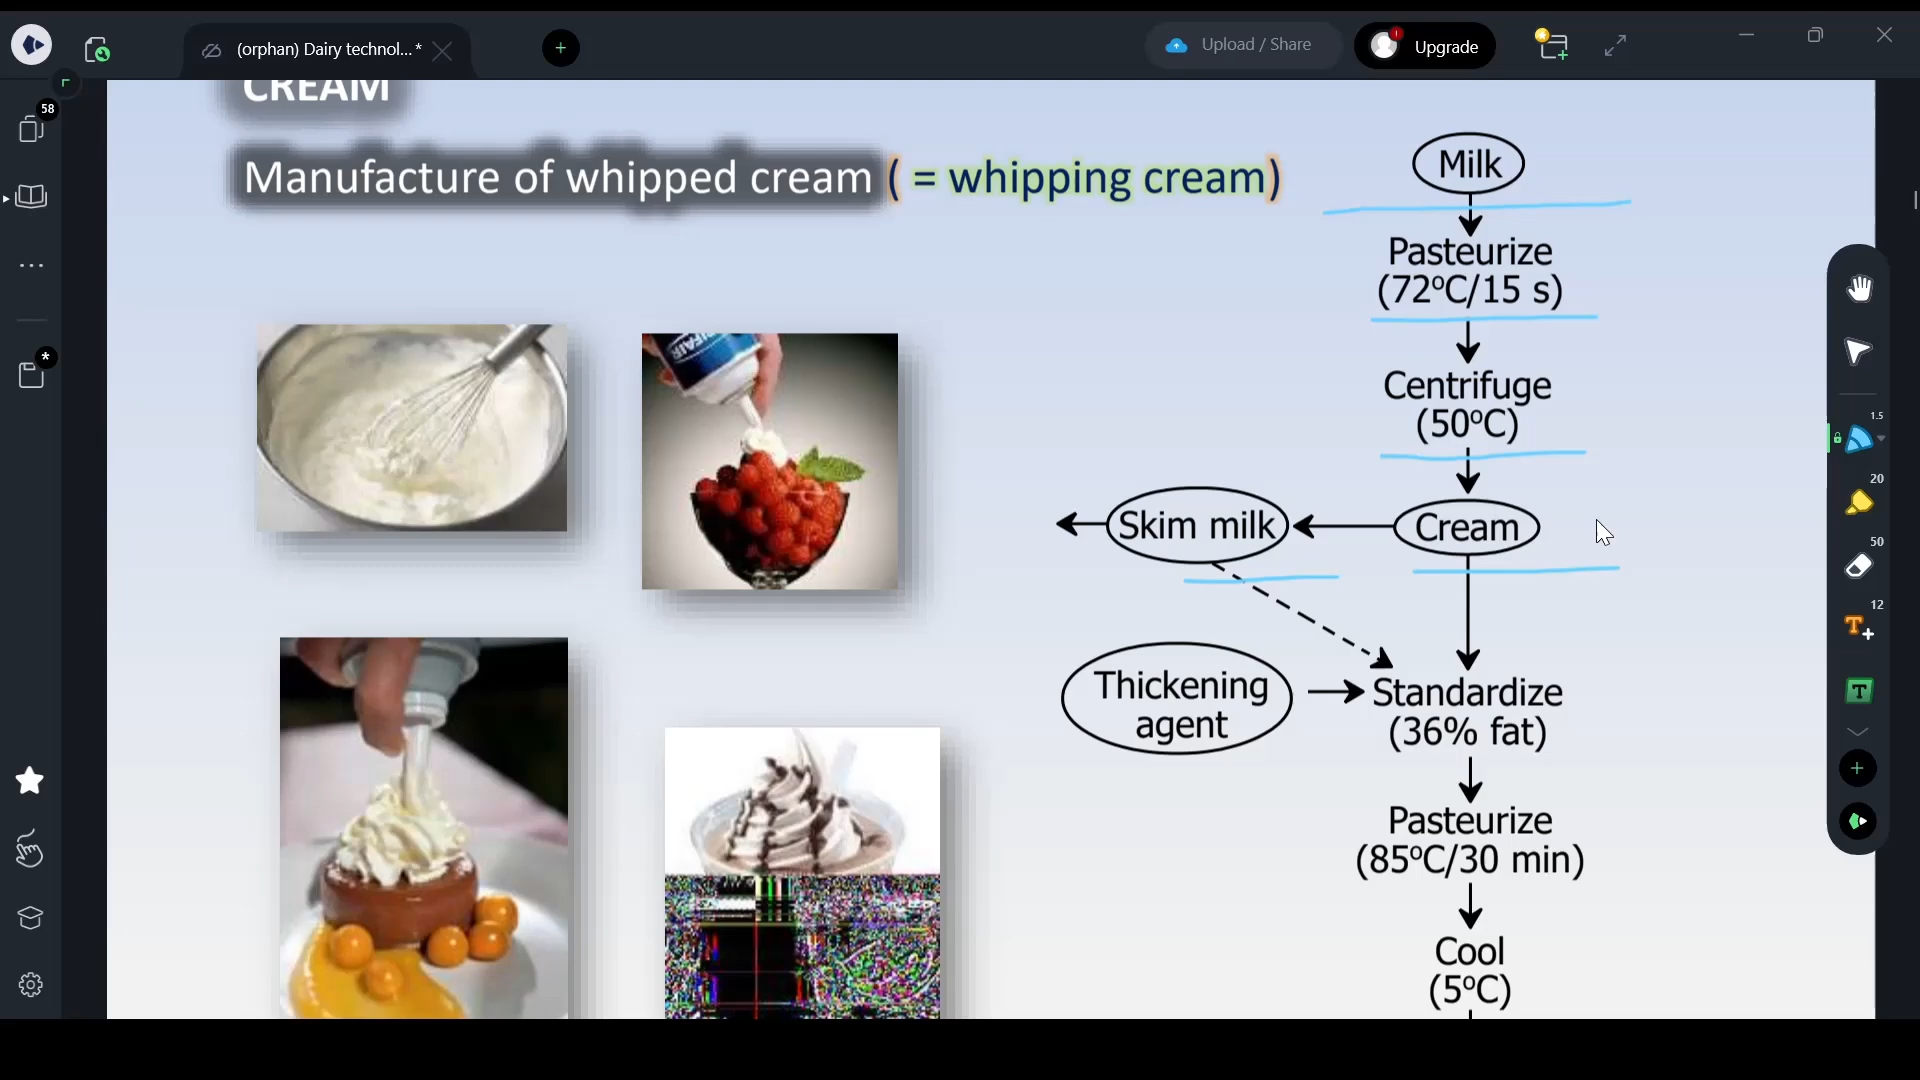 (orphan) Dairy technol...*
+
Upload / Share
Upgrade
58
CREAM
Manufacture of whipped cream ( = whipping cream)
Milk
Pasteurize
(72ºC/15 s)
Centrifuge
(50ºC)
Skim milk
Cream
Thickening
agent
Standardize
(36% fat)
Pasteurize
(85ºC/30 min)
Cool
(5ºC)
1.5
20
50
12
T+
T
+